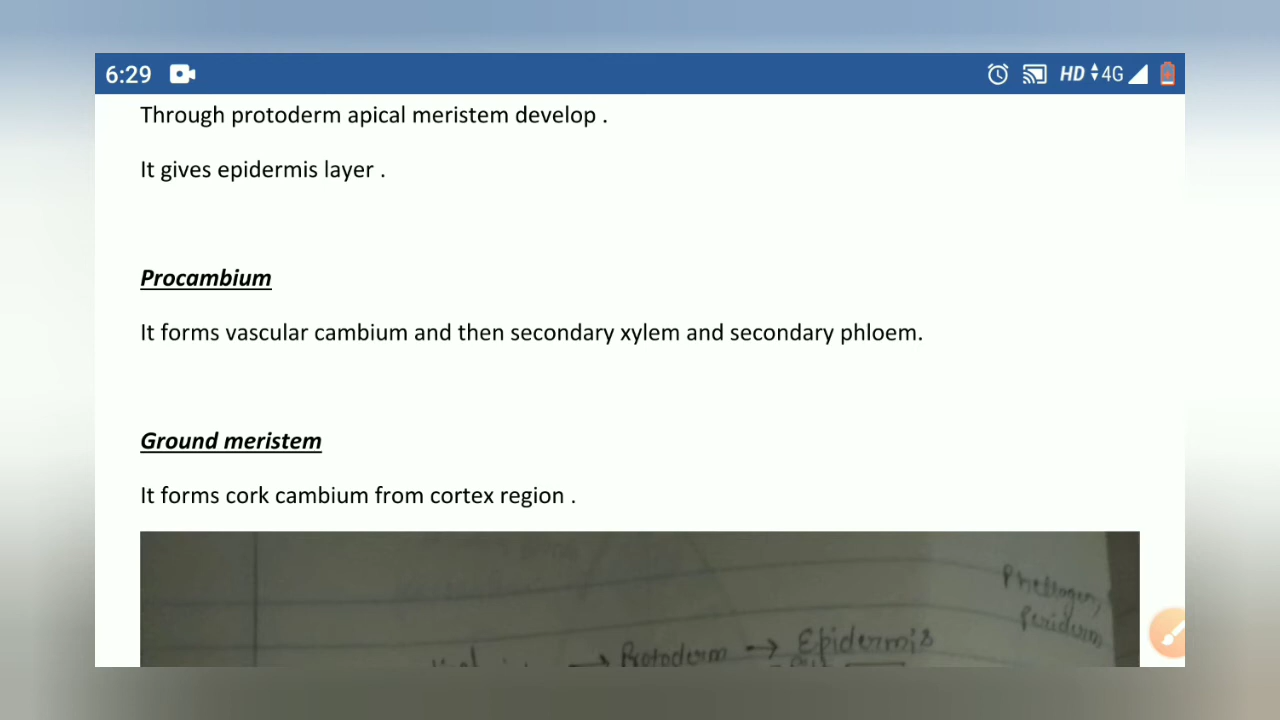 6:29 HD 4G
Through protoderm apical meristem develop .
It gives epidermis layer .
Procambium
It forms vascular cambium and then secondary xylem and secondary phloem.
Ground meristem
It forms cork cambium from cortex region .
Phellogen,
Periderm
→ Protoderm → Epidermis